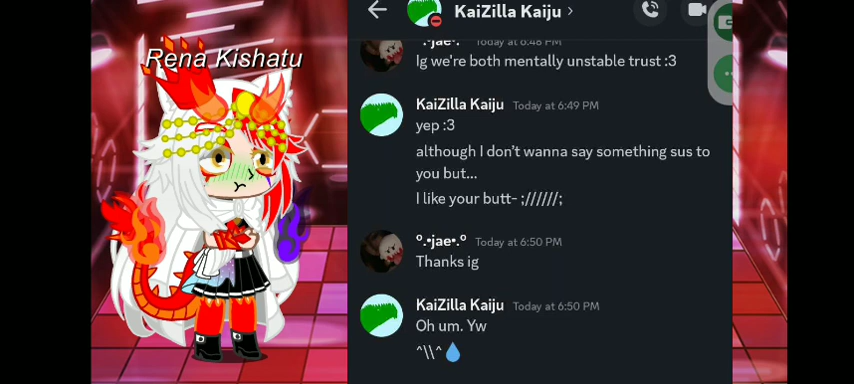 Rena Kishatu
KaiZilla Kaiju
º.•jae•.º Today at 6:48 PM
Ig we're both mentally unstable trust :3
KaiZilla Kaiju Today at 6:49 PM
yep :3
although I don't wanna say something sus to
you but...
I like your butt- ;//////;
º.•jae•.º Today at 6:50 PM
Thanks ig
KaiZilla Kaiju Today at 6:50 PM
Oh um. Yw
^\\^💧